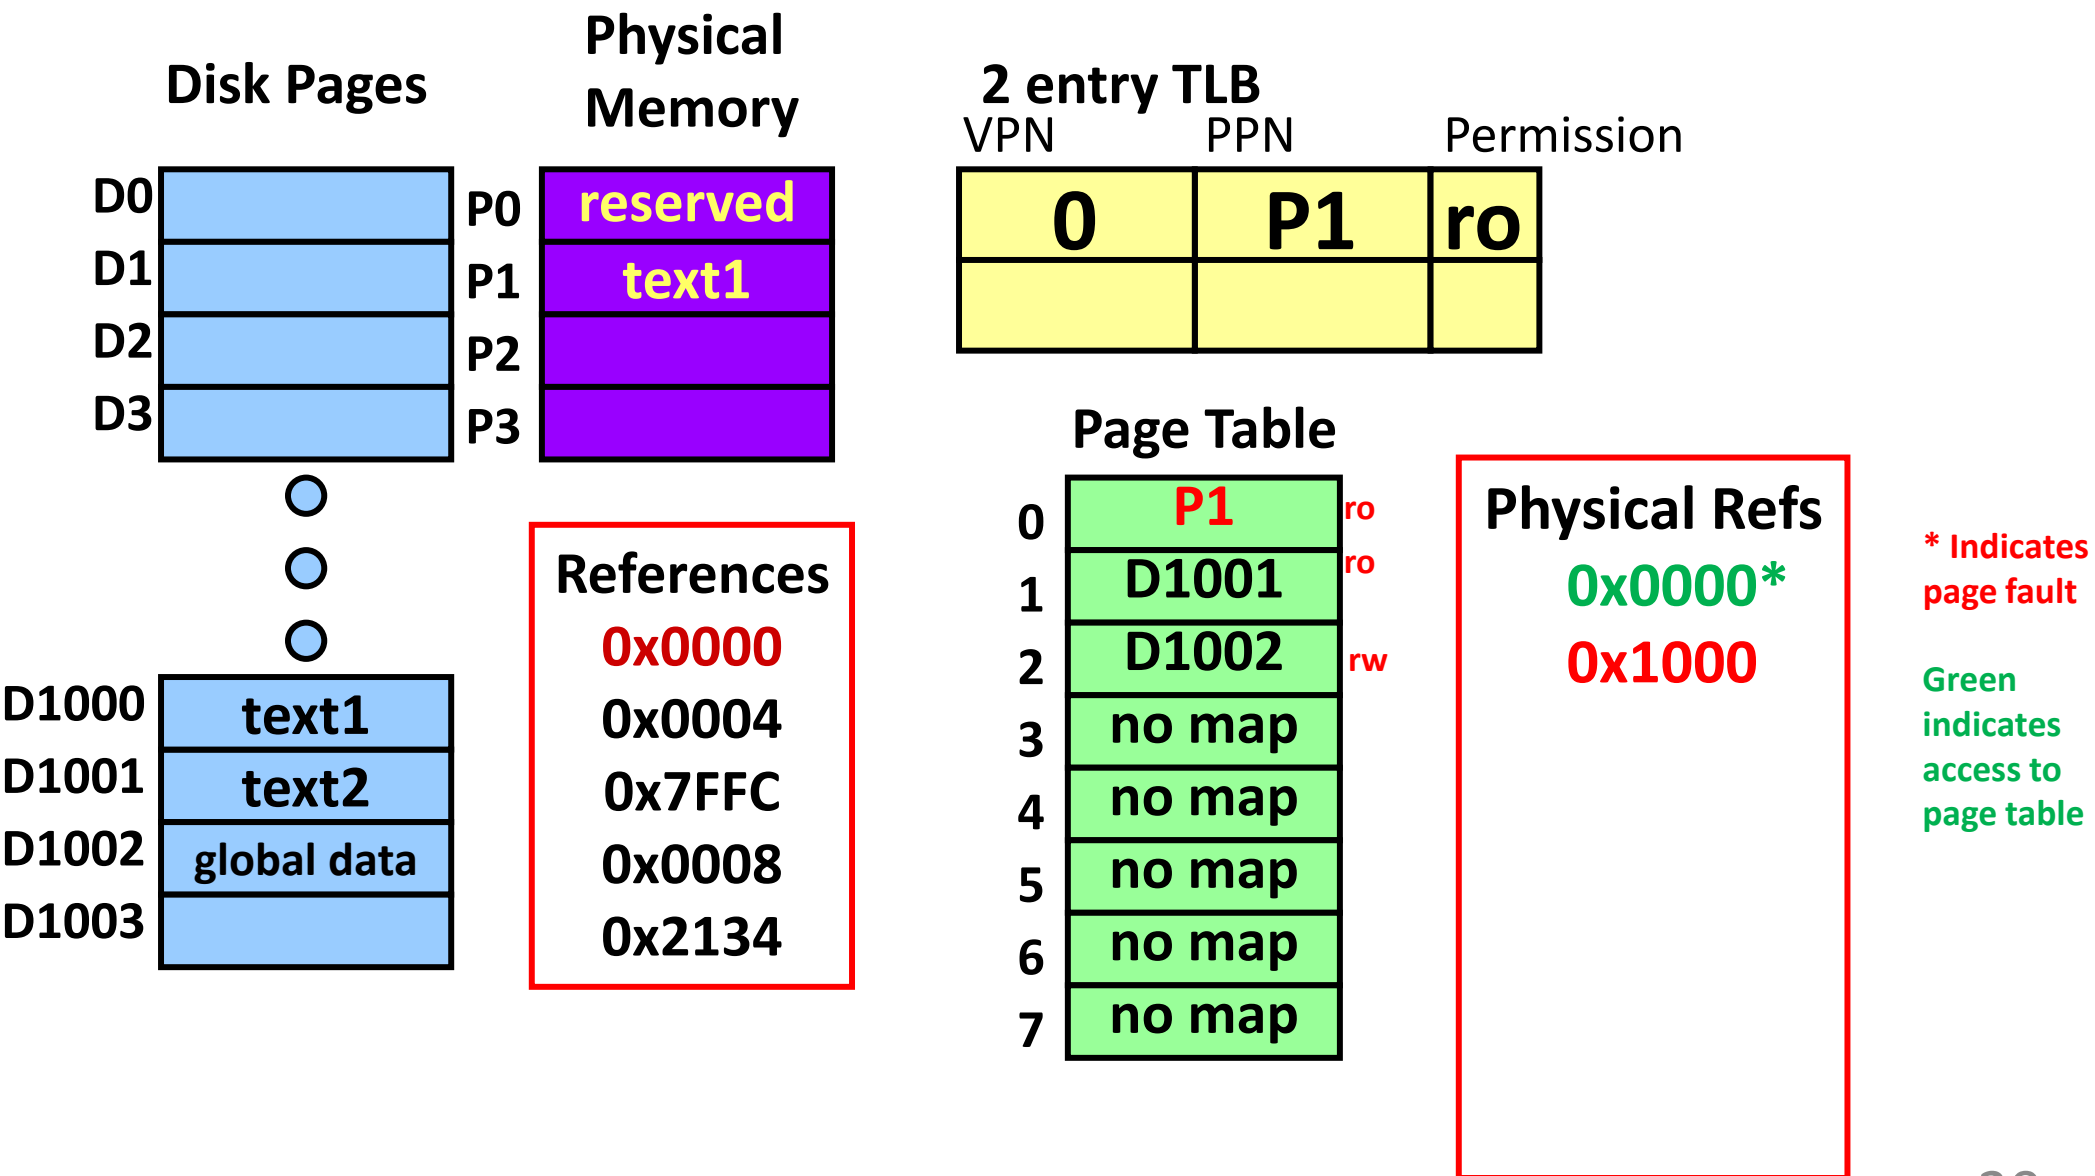 Disk Pages
D0
D1
D2
D3
D1000 text1
D1001 text2
D1002 global data
D1003
Physical
Memory
P0 reserved
P1 text1
P2
P3
References
0x0000
0x0004
0x7FFC
0x0008
0x2134
2 entry TLB
VPN PPN Permission
0 P1 ro
Page Table
0 P1 ro
1 D1001 ro
2 D1002 rw
3 no map
4 no map
5 no map
6 no map
7 no map
Physical Refs
0x0000*
0x1000
* Indicates
page fault
Green
indicates
access to
page table